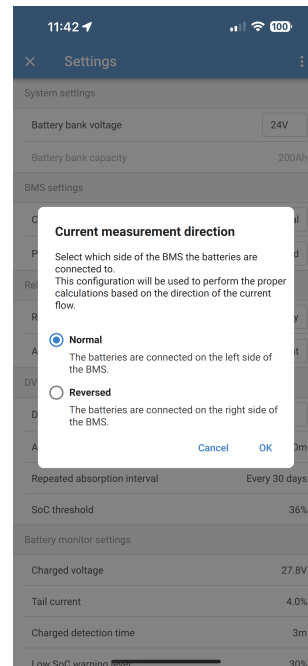 11:42
100
Settings
System settings
Battery bank voltage 24V
Battery bank capacity 200Ah
BMS settings
Current measurement direction
Select which side of the BMS the batteries are
connected to.
This configuration will be used to perform the proper
calculations based on the direction of the current
flow.
Normal
The batteries are connected on the left side of
the BMS.
Reversed
The batteries are connected on the right side of
the BMS.
Cancel OK
Repeated absorption interval Every 30 days
SoC threshold 36%
Battery monitor settings
Charged voltage 27.8V
Tail current 4.0%
Charged detection time 3m
Low SoC warning level 30%